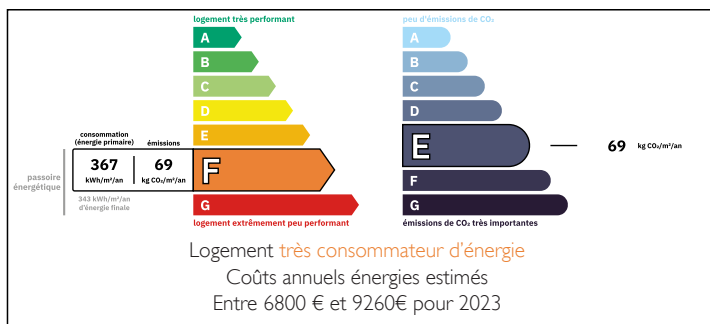 logement très performant
A
B
C
D
E
consommation
(énergie primaire)
émissions
367
kWh/m²/an
69
kg CO₂/m²/an
F
passoire
énergétique
343 kWh/m²/an
d'énergie finale
G
logement extrêmement peu performant
peu d'émissions de CO₂
A
B
C
D
E
69 kg CO₂/m²/an
F
G
émissions de CO² très importantes
Logement très consommateur d'énergie
Coûts annuels énergies estimés
Entre 6800 € et 9260€ pour 2023